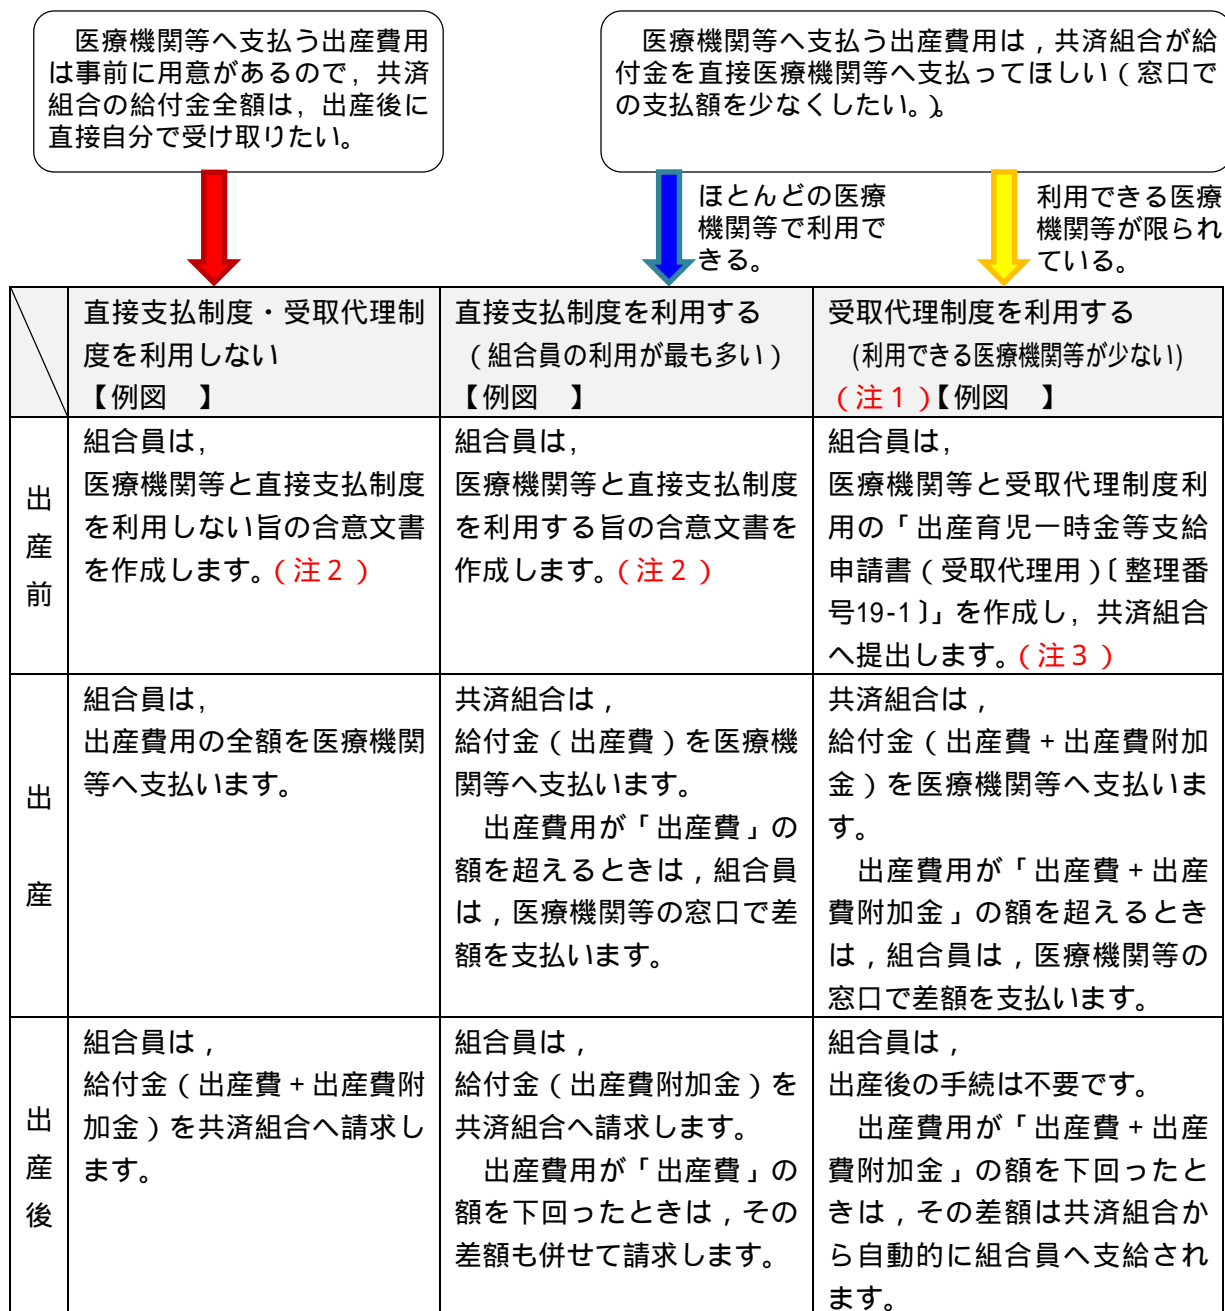 医療機関等へ支払う出産費用
は事前に用意があるので，共済
組合の給付金全額は，出産後に
直接自分で受け取りたい。
医療機関等へ支払う出産費用は，共済組合が給
付金を直接医療機関等へ支払ってほしい（窓口で
の支払額を少なくしたい。）。
ほとんどの医療
機関等で利用で
きる。
利用できる医療
機関等が限られ
ている。
直接支払制度・受取代理制
度を利用しない
【例図　】
直接支払制度を利用する
（組合員の利用が最も多い）
【例図　】
受取代理制度を利用する
(利用できる医療機関等が少ない)
（注１）【例図　】
出産前
組合員は，
医療機関等と直接支払制度
を利用しない旨の合意文書
を作成します。（注２）
組合員は，
医療機関等と直接支払制度
を利用する旨の合意文書を
作成します。（注２）
組合員は，
医療機関等と受取代理制度利
用の「出産育児一時金等支給
申請書（受取代理用）〔整理番
号19-1〕」を作成し，共済組合
へ提出します。（注３）
出産
組合員は，
出産費用の全額を医療機関
等へ支払います。
共済組合は，
給付金（出産費）を医療機
関等へ支払います。
出産費用が「出産費」の
額を超えるときは，組合員
は，医療機関等の窓口で差
額を支払います。
共済組合は，
給付金（出産費＋出産費附加
金）を医療機関等へ支払いま
す。
出産費用が「出産費＋出産
費附加金」の額を超えるとき
は，組合員は，医療機関等の
窓口で差額を支払います。
出産後
組合員は，
給付金（出産費＋出産費附
加金）を共済組合へ請求し
ます。
組合員は，
給付金（出産費附加金）を
共済組合へ請求します。
出産費用が「出産費」の
額を下回ったときは，その
差額も併せて請求します。
組合員は，
出産後の手続は不要です。
出産費用が「出産費＋出産
費附加金」の額を下回ったと
きは，その差額は共済組合か
ら自動的に組合員へ支給され
ます。